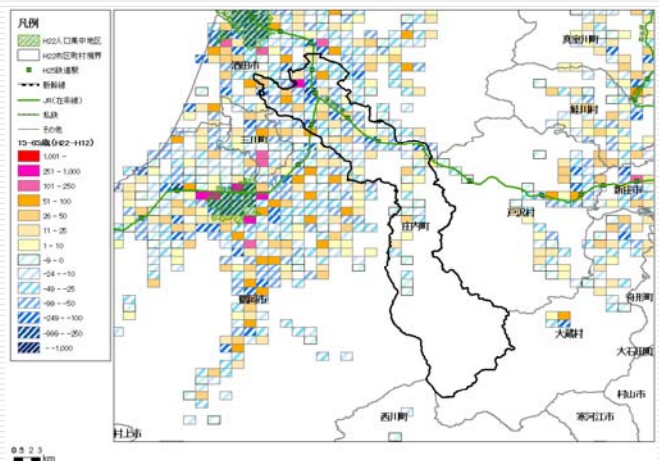 凡例
H22人口集中地区
H22市区町村境界
H25鉄道駅
新幹線
JR(在来線)
私鉄
その他
15-65歳(H22-H12)
1,001 -
251 - 1,000
101 - 250
51 - 100
26 - 50
11 - 25
1 - 10
-9 - 0
-24 - -10
-49 - -25
-99 - -50
-249 - -100
-999 - -250
- -1,000
真室川町
酒田市
鮭川村
三川町
新庄市
戸沢村
庄内町
鶴岡市
舟形町
大蔵村
大石田町
村山市
西川町
寒河江市
村上市
km